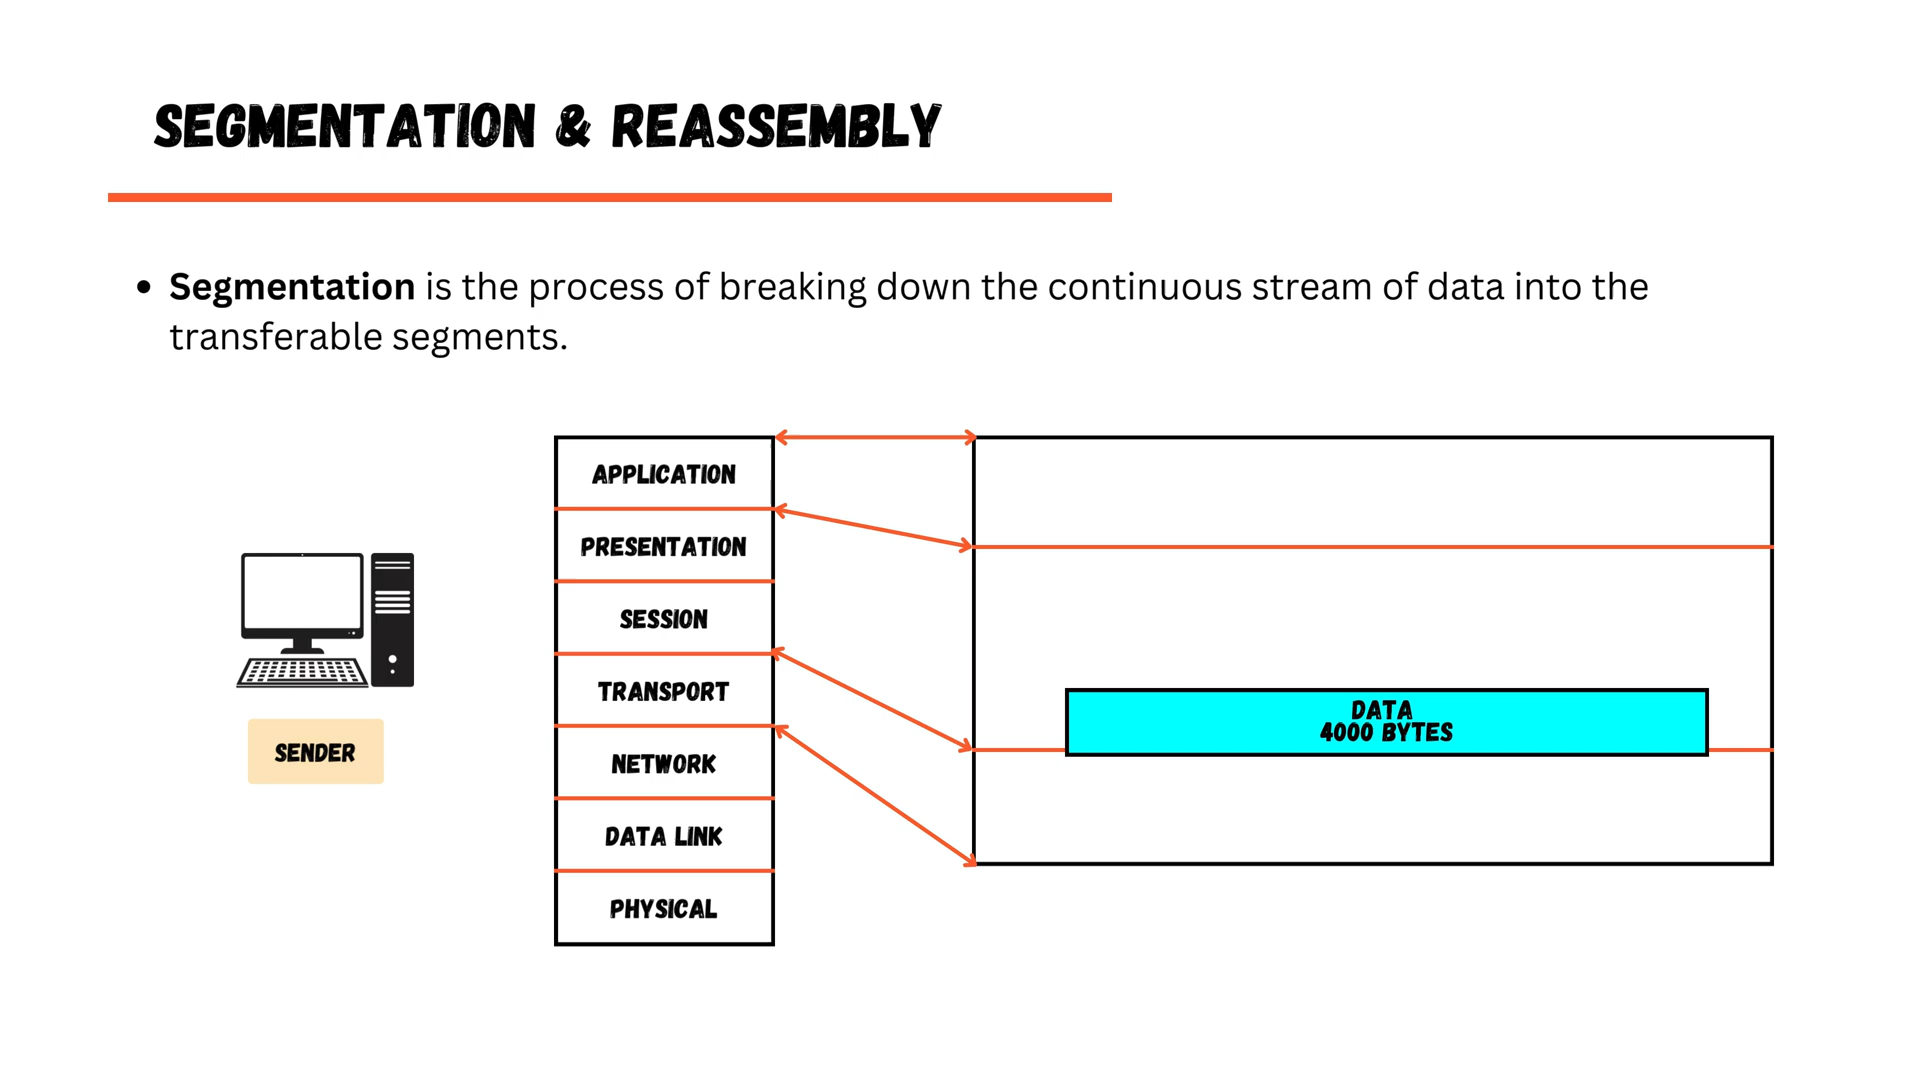 SEGMENTATION & REASSEMBLY
• Segmentation is the process of breaking down the continuous stream of data into the
transferable segments.
APPLICATION
PRESENTATION
SESSION
TRANSPORT
NETWORK
DATA LINK
PHYSICAL
SENDER
DATA
4000 BYTES